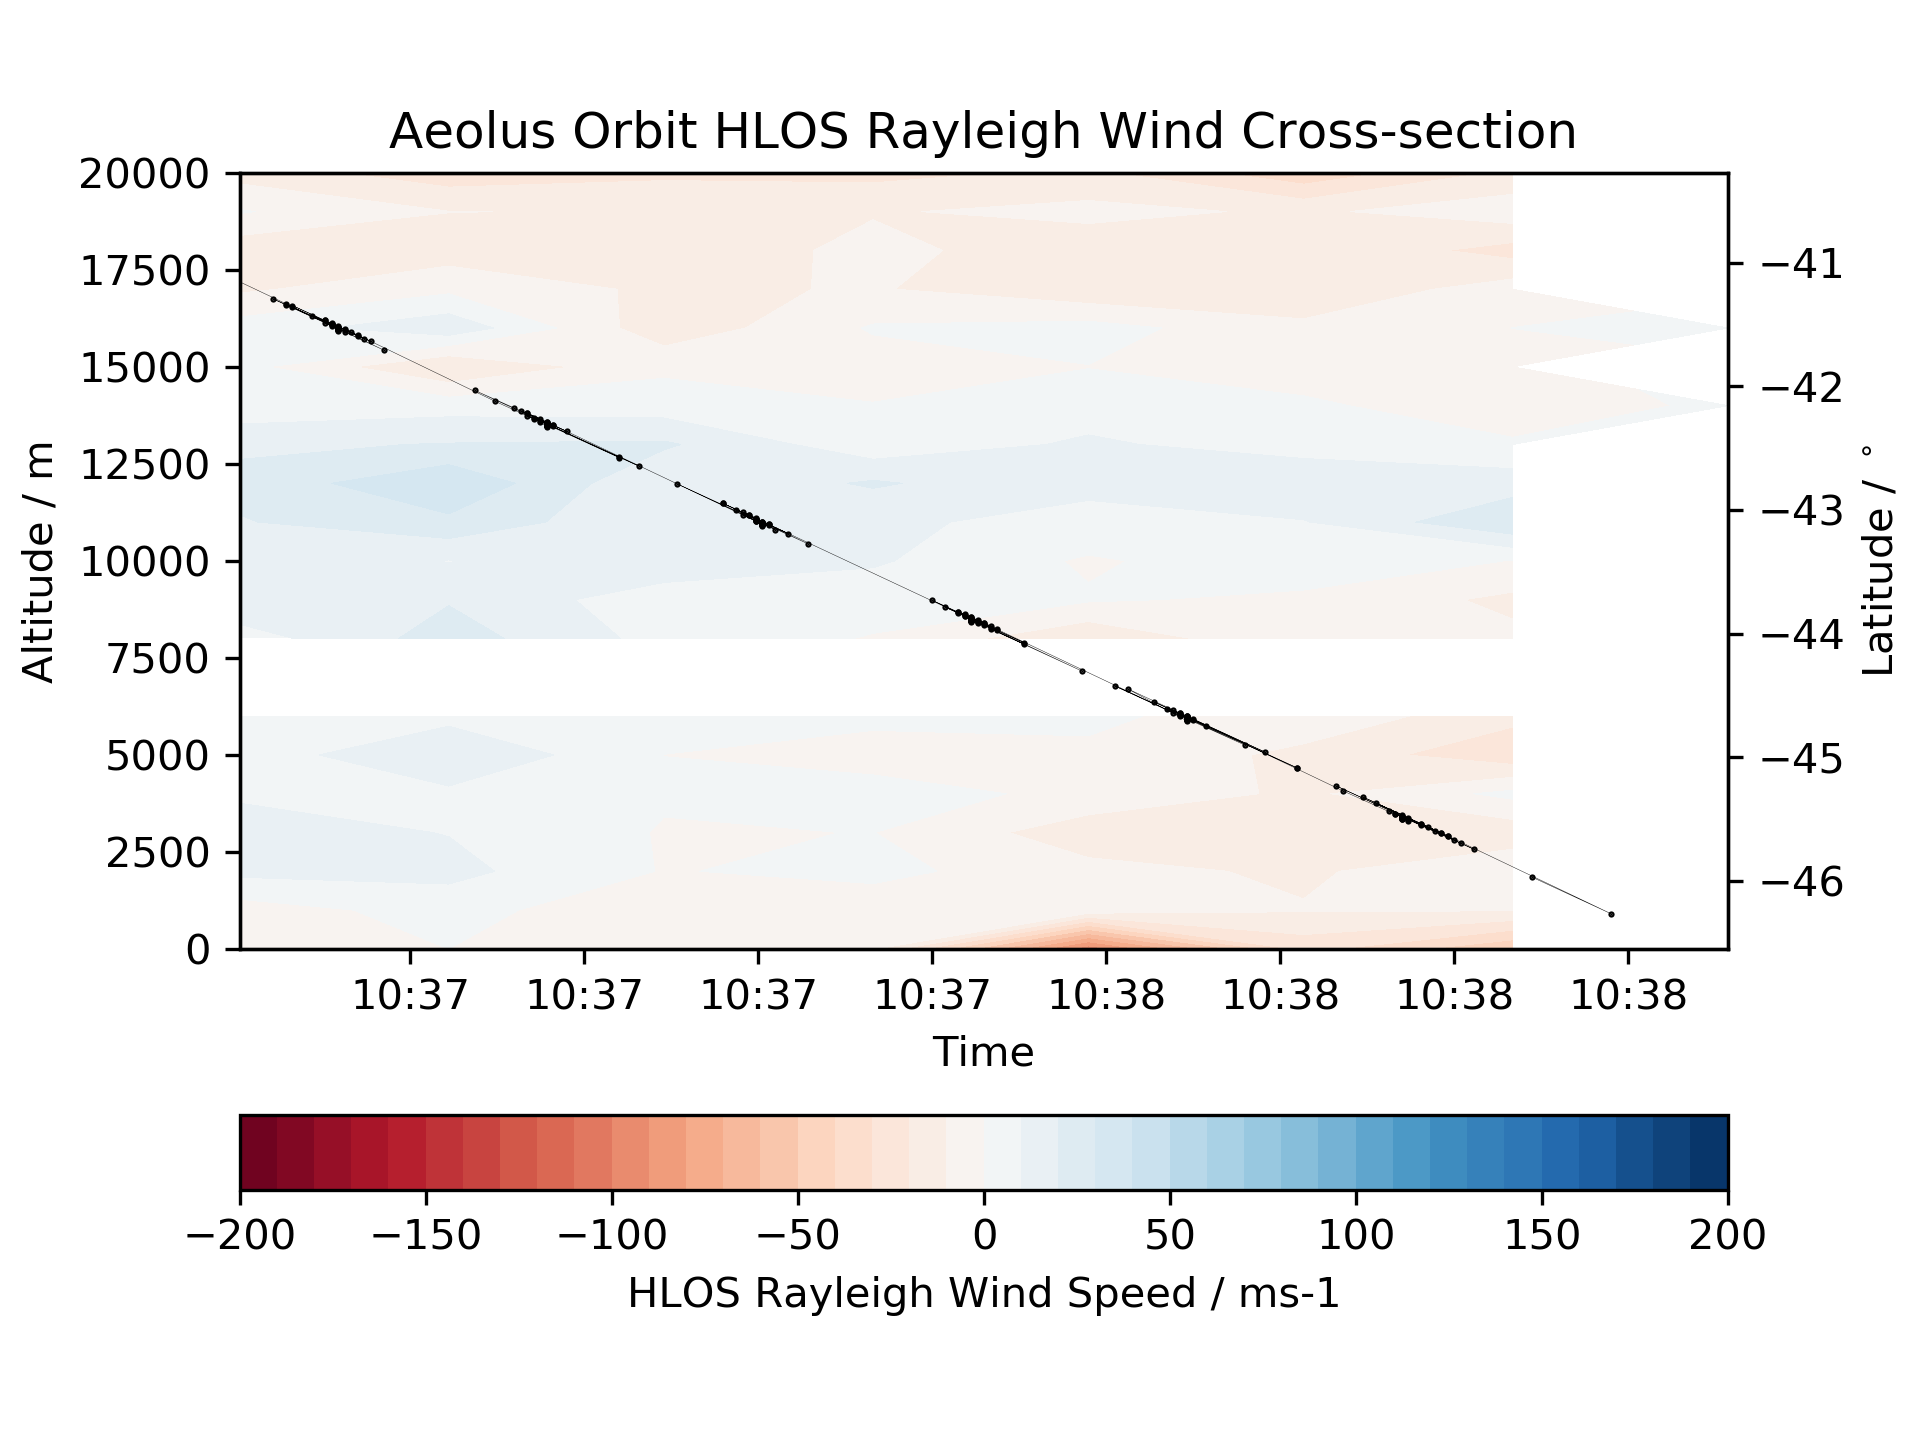 Aeolus Orbit HLOS Rayleigh Wind Cross-section
20000
17500
15000
12500
10000
7500
5000
2500
0
Altitude / m
−41
−42
−43
−44
−45
−46
Latitude / °
10:37 10:37 10:37 10:37 10:38 10:38 10:38 10:38
Time
−200 −150 −100 −50 0 50 100 150 200
HLOS Rayleigh Wind Speed / ms-1